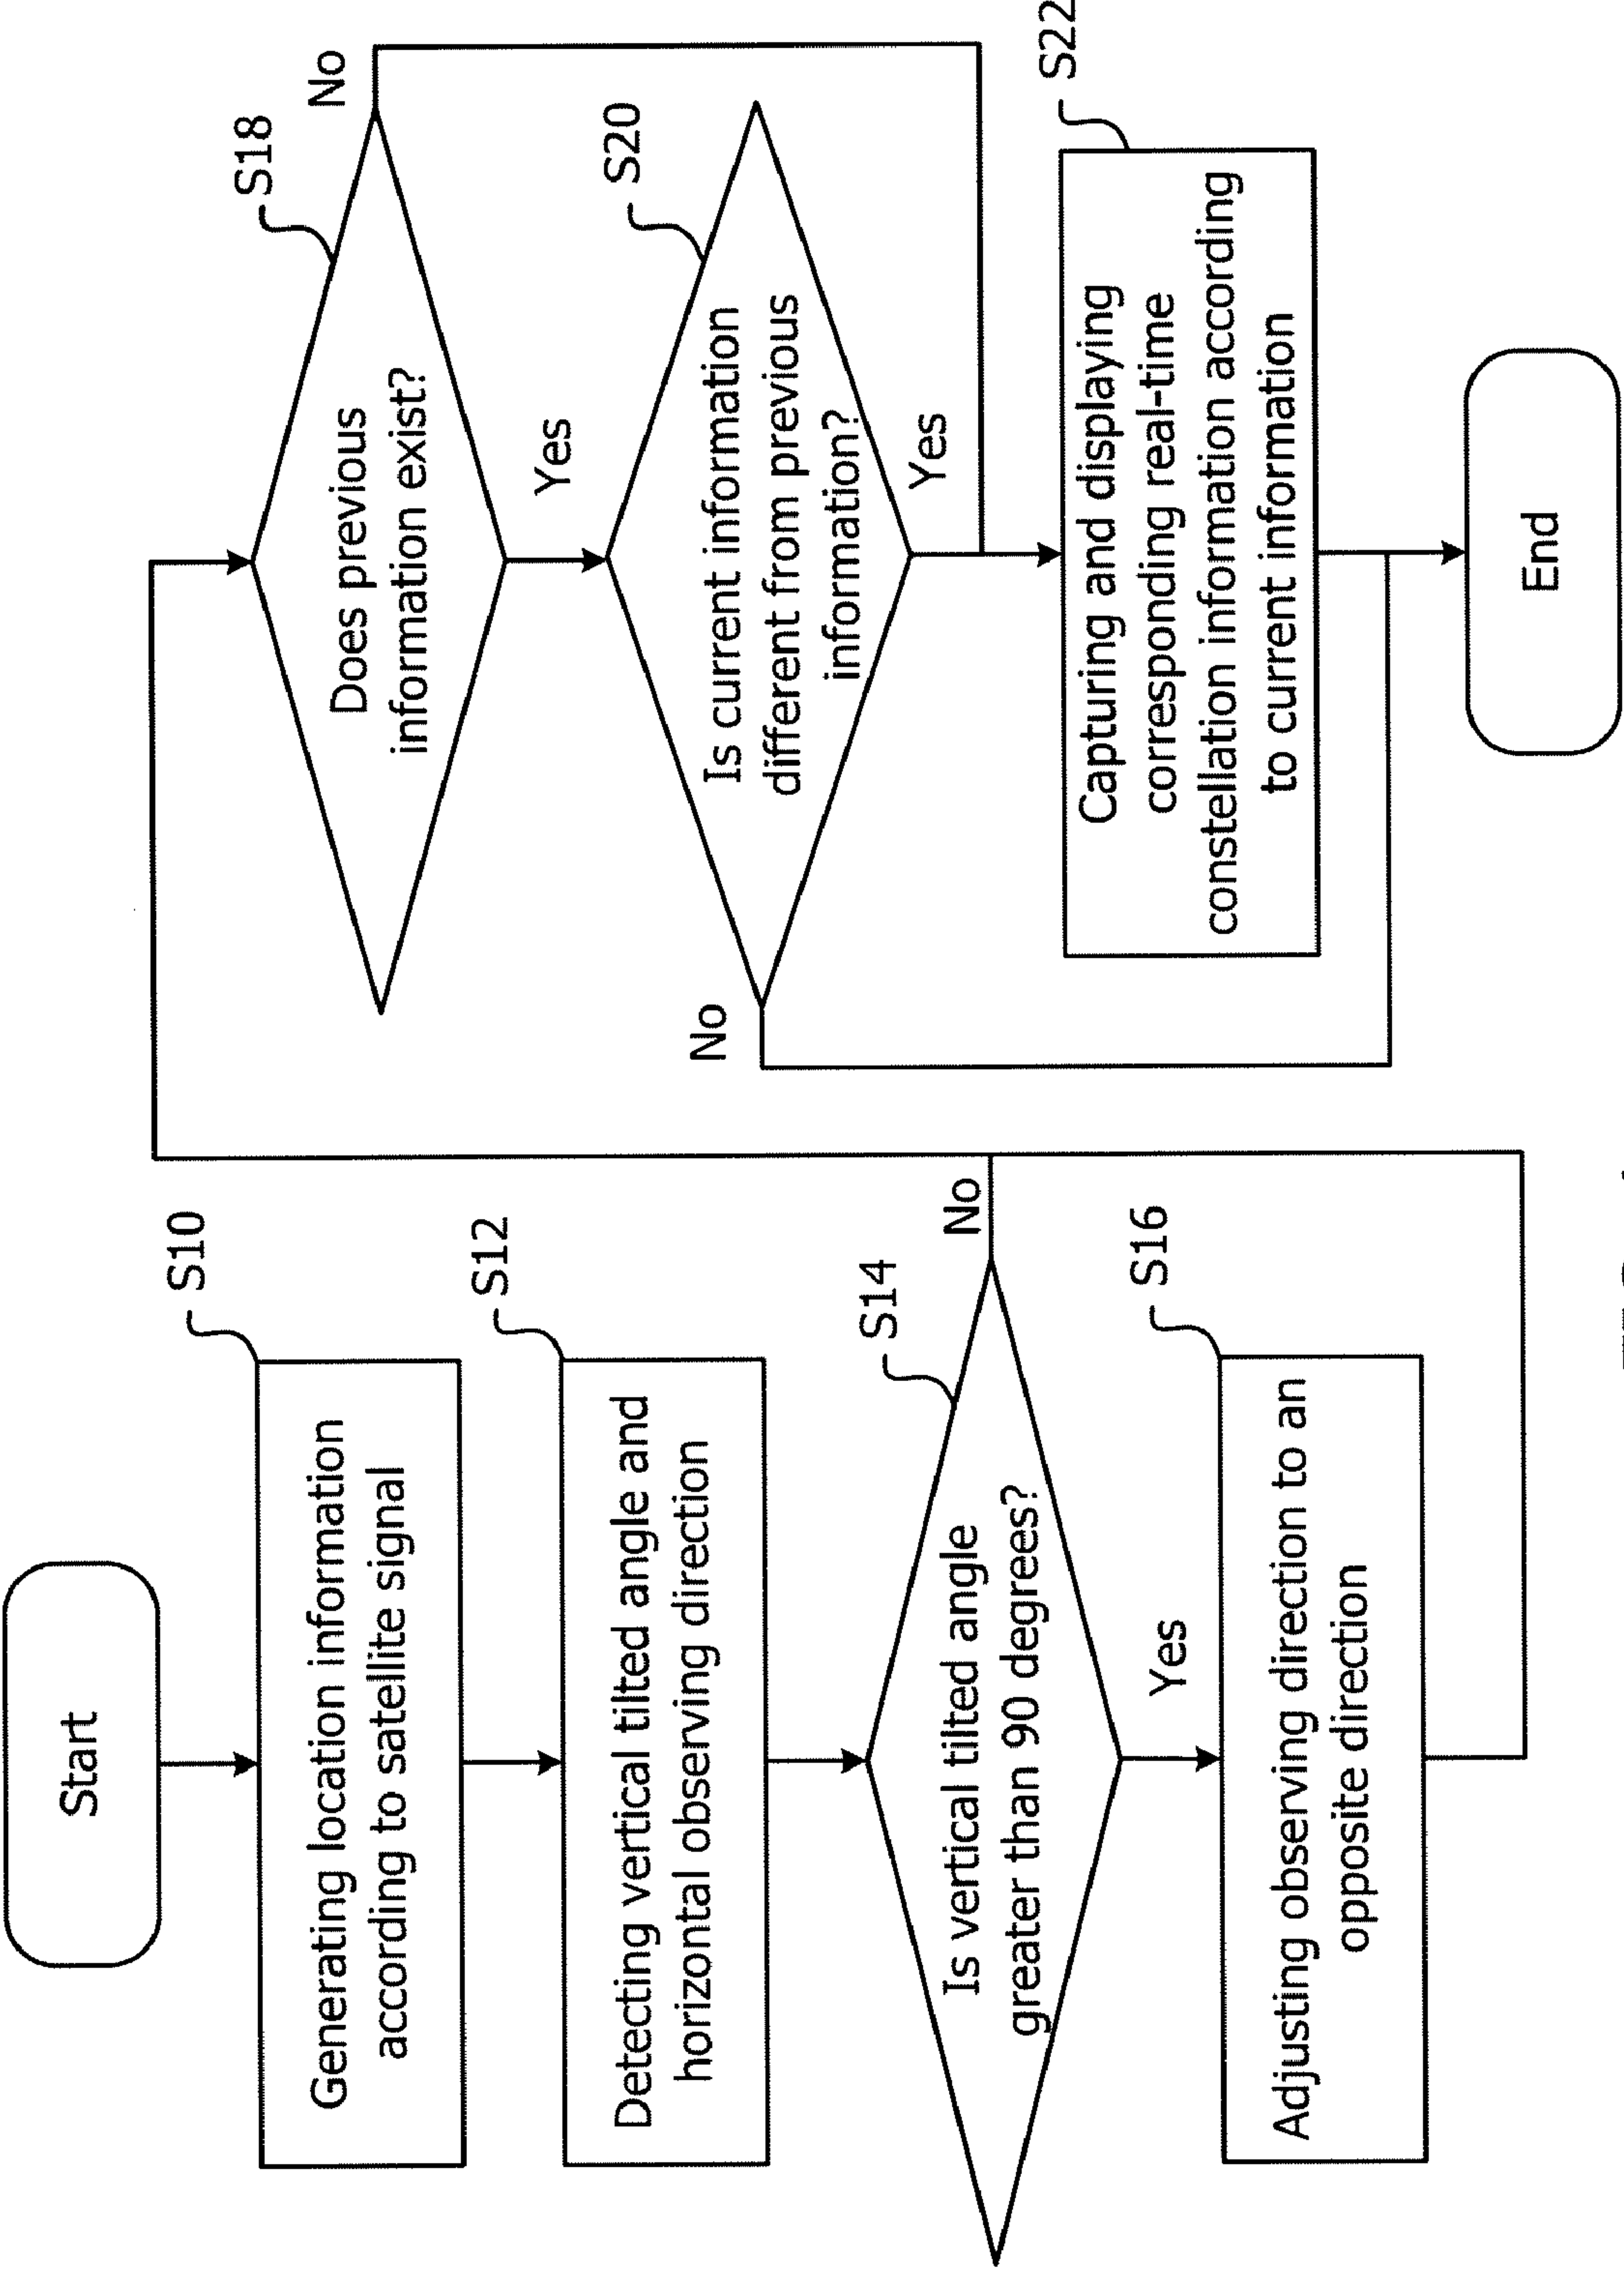 Start
S10
Generating location information
according to satellite signal
S12
Detecting vertical tilted angle and
horizontal observing direction
S14
Is vertical tilted angle
greater than 90 degrees?
No
Yes
S16
Adjusting observing direction to an
opposite direction
S18
Does previous
information exist?
No
Yes
S20
Is current information
different from previous
information?
No
Yes
S22
Capturing and displaying
corresponding real-time
constellation information according
to current information
End